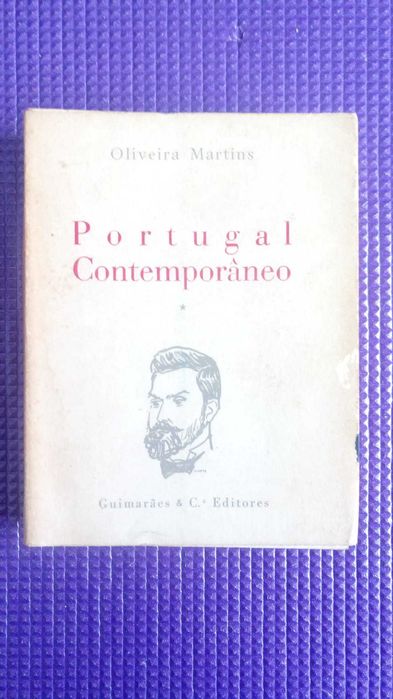 Oliveira Martins
Portugal
Contemporâneo
*
Guimarães & C.ª Editores